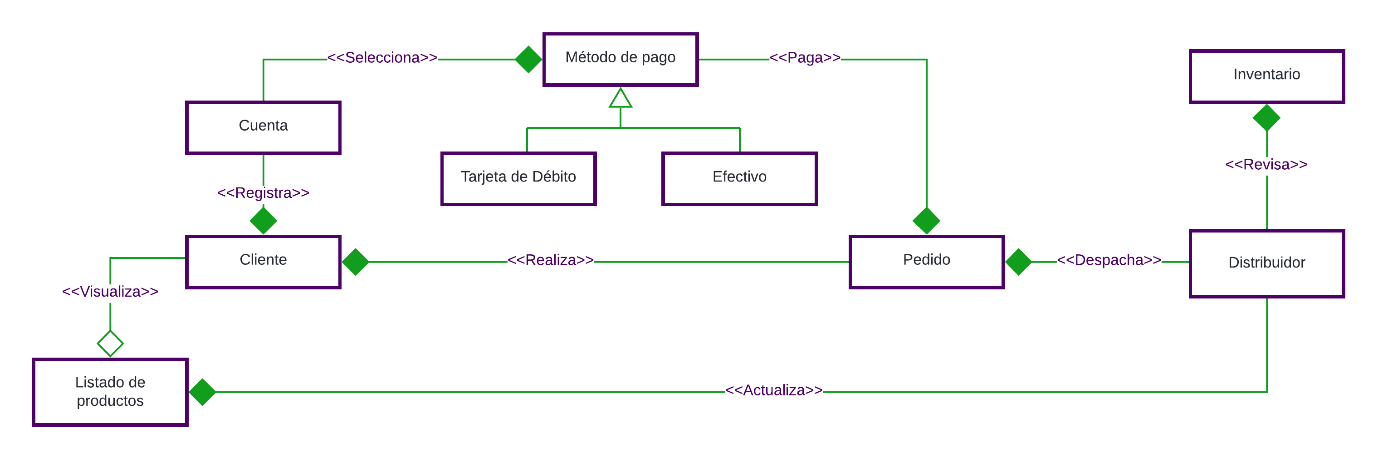 <<Selecciona>>
Método de pago
<<Paga>>
Inventario
Cuenta
Tarjeta de Débito
Efectivo
<<Revisa>>
<<Registra>>
Cliente
<<Realiza>>
Pedido
<<Despacha>>
Distribuidor
<<Visualiza>>
Listado de
productos
<<Actualiza>>